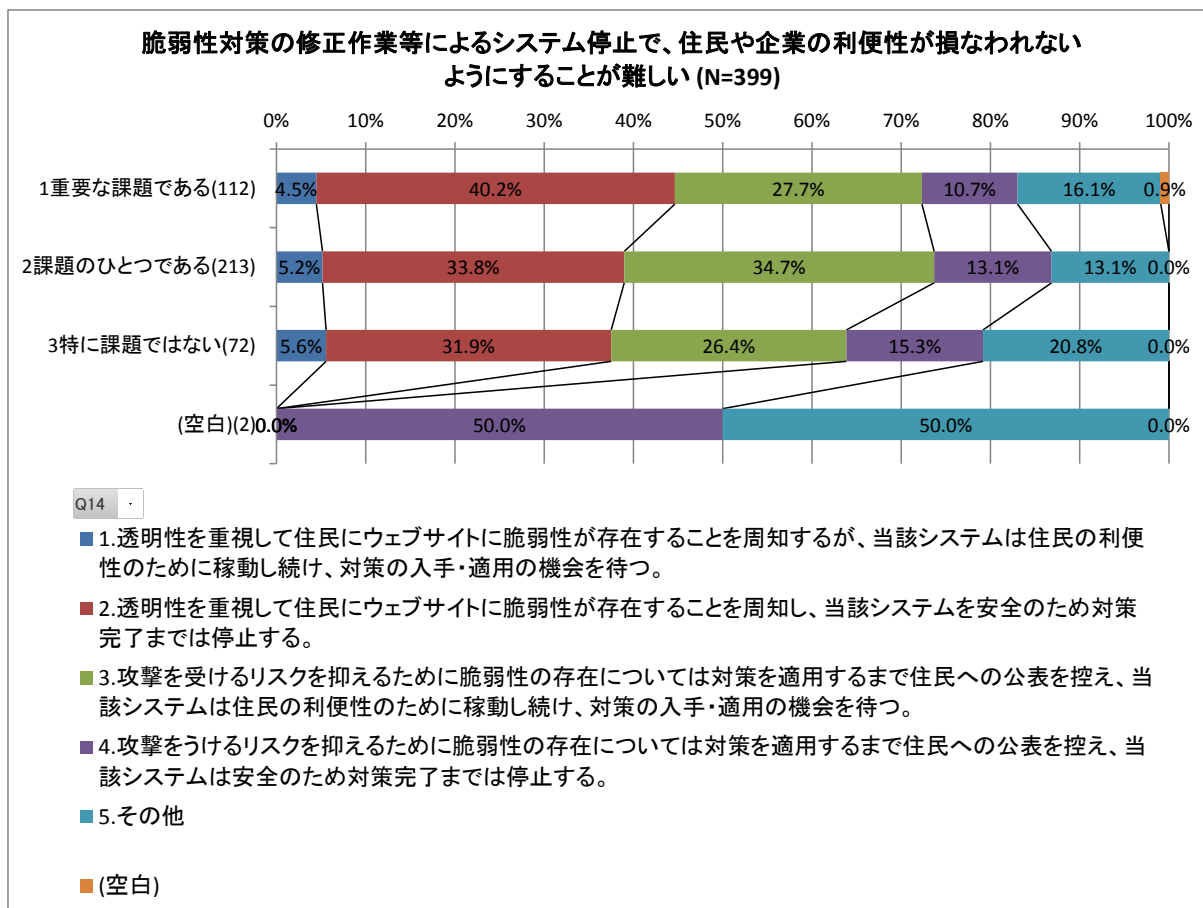 脆弱性対策の修正作業等によるシステム停止で、住民や企業の利便性が損なわれない
ようにすることが難しい (N=399)
0% 10% 20% 30% 40% 50% 60% 70% 80% 90% 100%
1重要な課題である(112) 4.5% 40.2% 27.7% 10.7% 16.1% 0.9%
2課題のひとつである(213) 5.2% 33.8% 34.7% 13.1% 13.1% 0.0%
3特に課題ではない(72) 5.6% 31.9% 26.4% 15.3% 20.8% 0.0%
(空白)(2) 0.0% 50.0% 50.0% 0.0%
Q14
1.透明性を重視して住民にウェブサイトに脆弱性が存在することを周知するが、当該システムは住民の利便
性のために稼動し続け、対策の入手・適用の機会を待つ。
2.透明性を重視して住民にウェブサイトに脆弱性が存在することを周知し、当該システムを安全のため対策
完了までは停止する。
3.攻撃を受けるリスクを抑えるために脆弱性の存在については対策を適用するまで住民への公表を控え、当
該システムは住民の利便性のために稼動し続け、対策の入手・適用の機会を待つ。
4.攻撃をうけるリスクを抑えるために脆弱性の存在については対策を適用するまで住民への公表を控え、当
該システムは安全のため対策完了までは停止する。
5.その他
(空白)